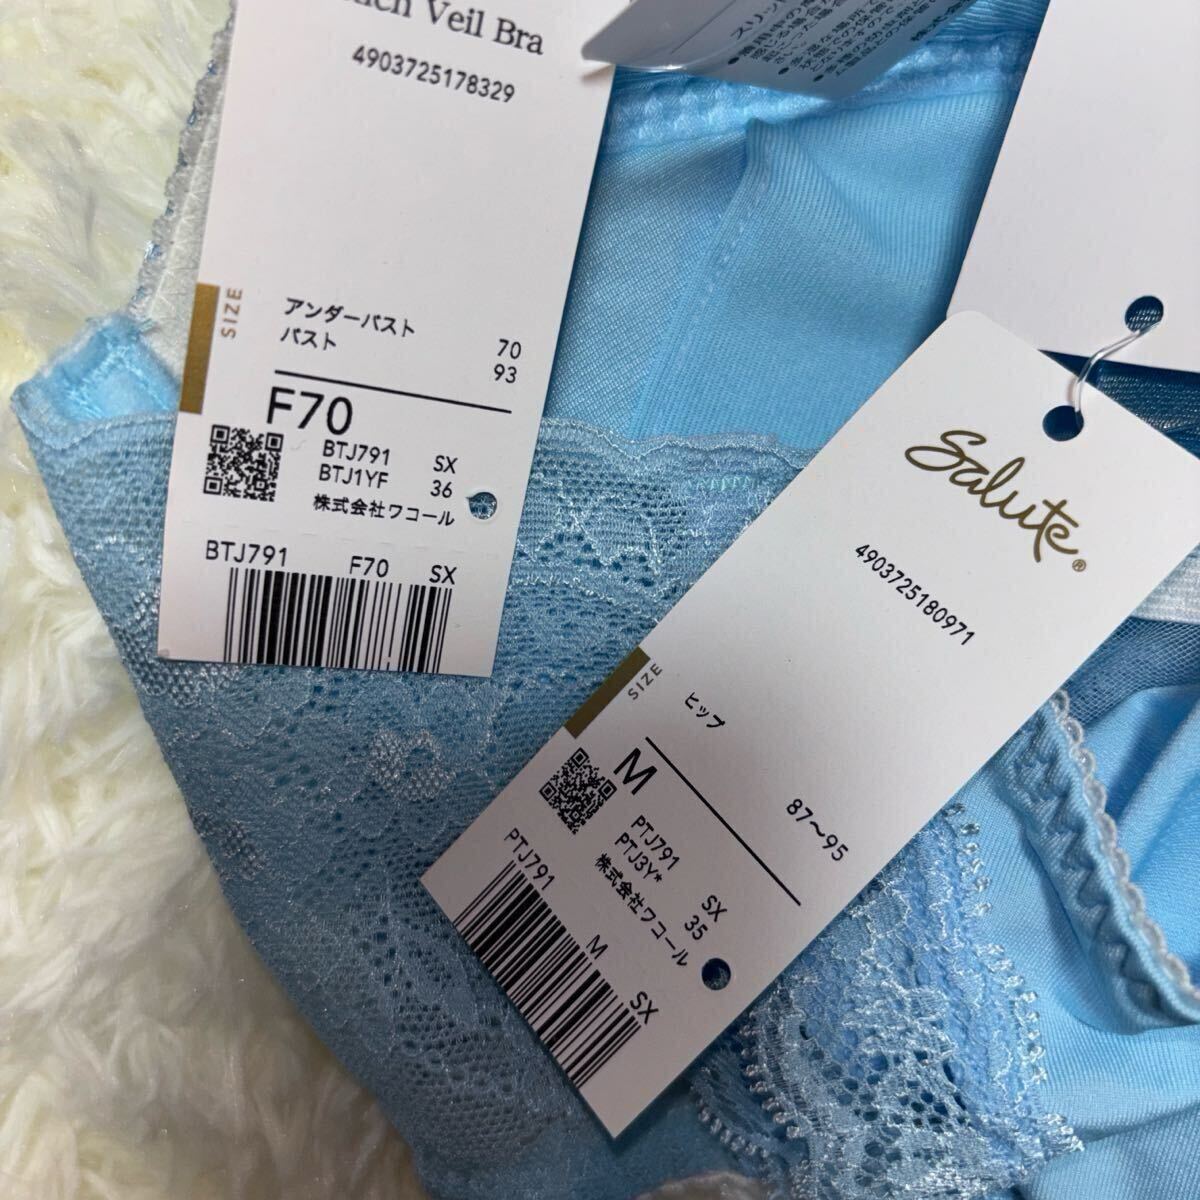 Veil Bra
4903725178329
SIZE
アンダーバスト 70
バスト 93
F70
BTJ791 SX
BTJ1YF 36
株式会社ワコール
BTJ791 F70 SX
Salute®
4903725180971
SIZE
ヒップ 87～95
M
PTJ791 SX
PTJ3Y* 35
株式会社ワコール
PTJ791 M SX